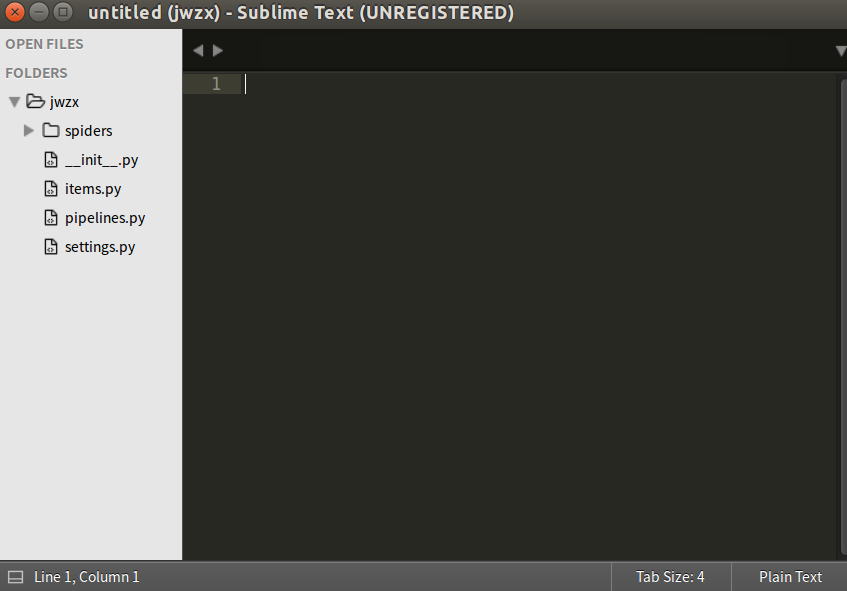 untitled (jwzx) - Sublime Text (UNREGISTERED)
OPEN FILES
FOLDERS
jwzx
spiders
__init__.py
items.py
pipelines.py
settings.py
1
Line 1, Column 1
Tab Size: 4
Plain Text